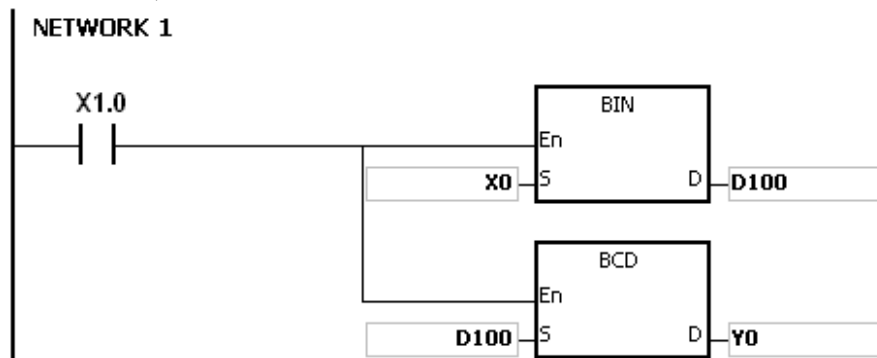 NETWORK 1
X1.0
BIN
En
X0 S D D100
BCD
En
D100 S D Y0